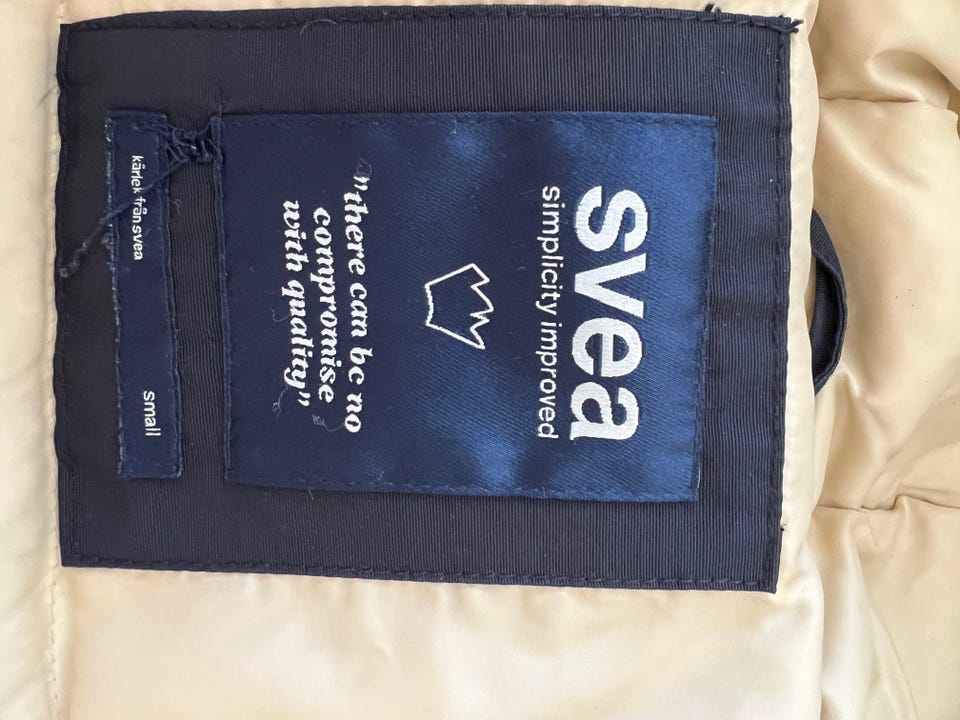 svea
simplicity improved
"there can be no
compromise
with quality"
kärlek från svea
small